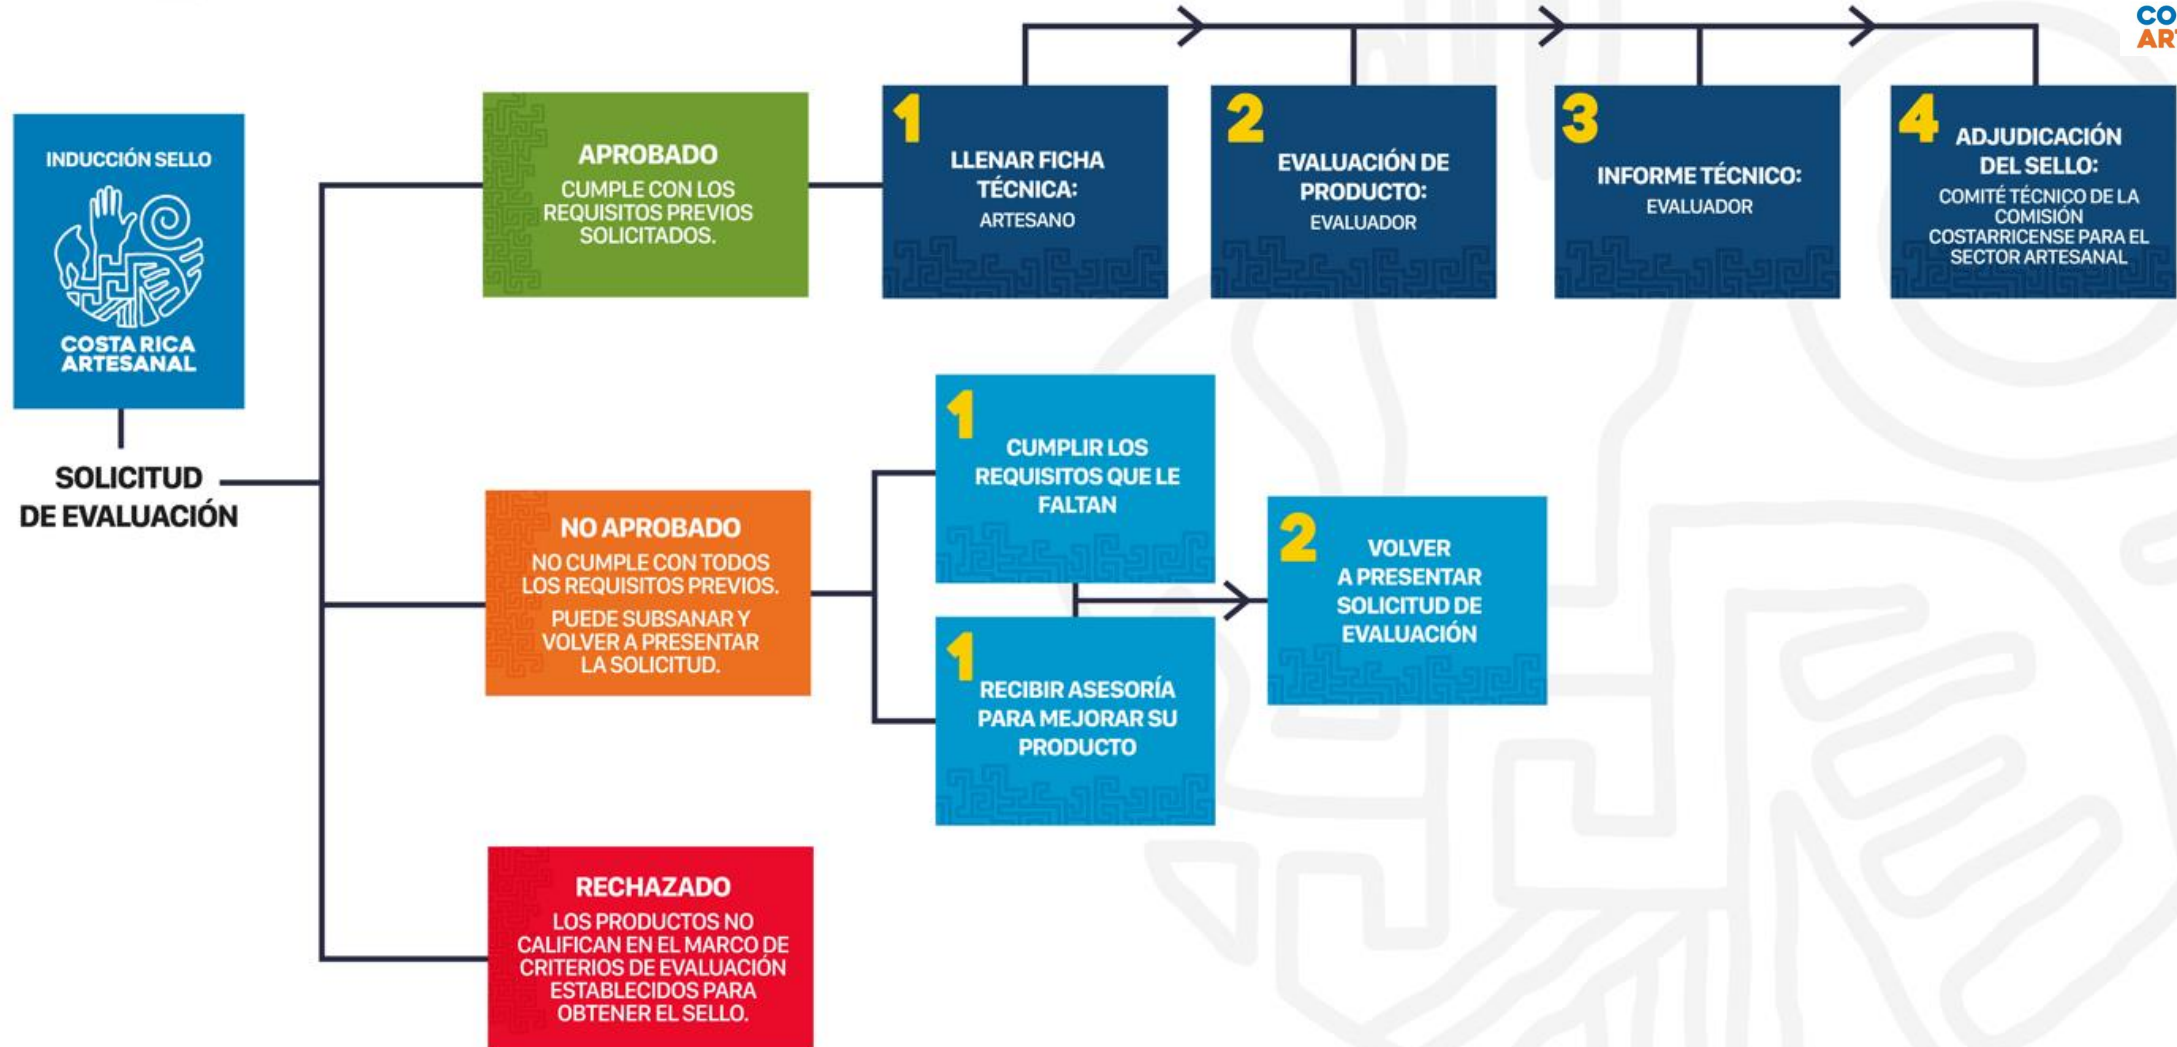 INDUCCIÓN SELLO
COSTA RICA
ARTESANAL
SOLICITUD
DE EVALUACIÓN
APROBADO
CUMPLE CON LOS
REQUISITOS PREVIOS
SOLICITADOS.
1
LLENAR FICHA
TÉCNICA:
ARTESANO
2
EVALUACIÓN DE
PRODUCTO:
EVALUADOR
3
INFORME TÉCNICO:
EVALUADOR
4
ADJUDICACIÓN
DEL SELLO:
COMITÉ TÉCNICO DE LA
COMISIÓN
COSTARRICENSE PARA EL
SECTOR ARTESANAL
NO APROBADO
NO CUMPLE CON TODOS
LOS REQUISITOS PREVIOS.
PUEDE SUBSANAR Y
VOLVER A PRESENTAR
LA SOLICITUD.
1
CUMPLIR LOS
REQUISITOS QUE LE
FALTAN
1
RECIBIR ASESORÍA
PARA MEJORAR SU
PRODUCTO
2
VOLVER
A PRESENTAR
SOLICITUD DE
EVALUACIÓN
RECHAZADO
LOS PRODUCTOS NO
CALIFICAN EN EL MARCO DE
CRITERIOS DE EVALUACIÓN
ESTABLECIDOS PARA
OBTENER EL SELLO.